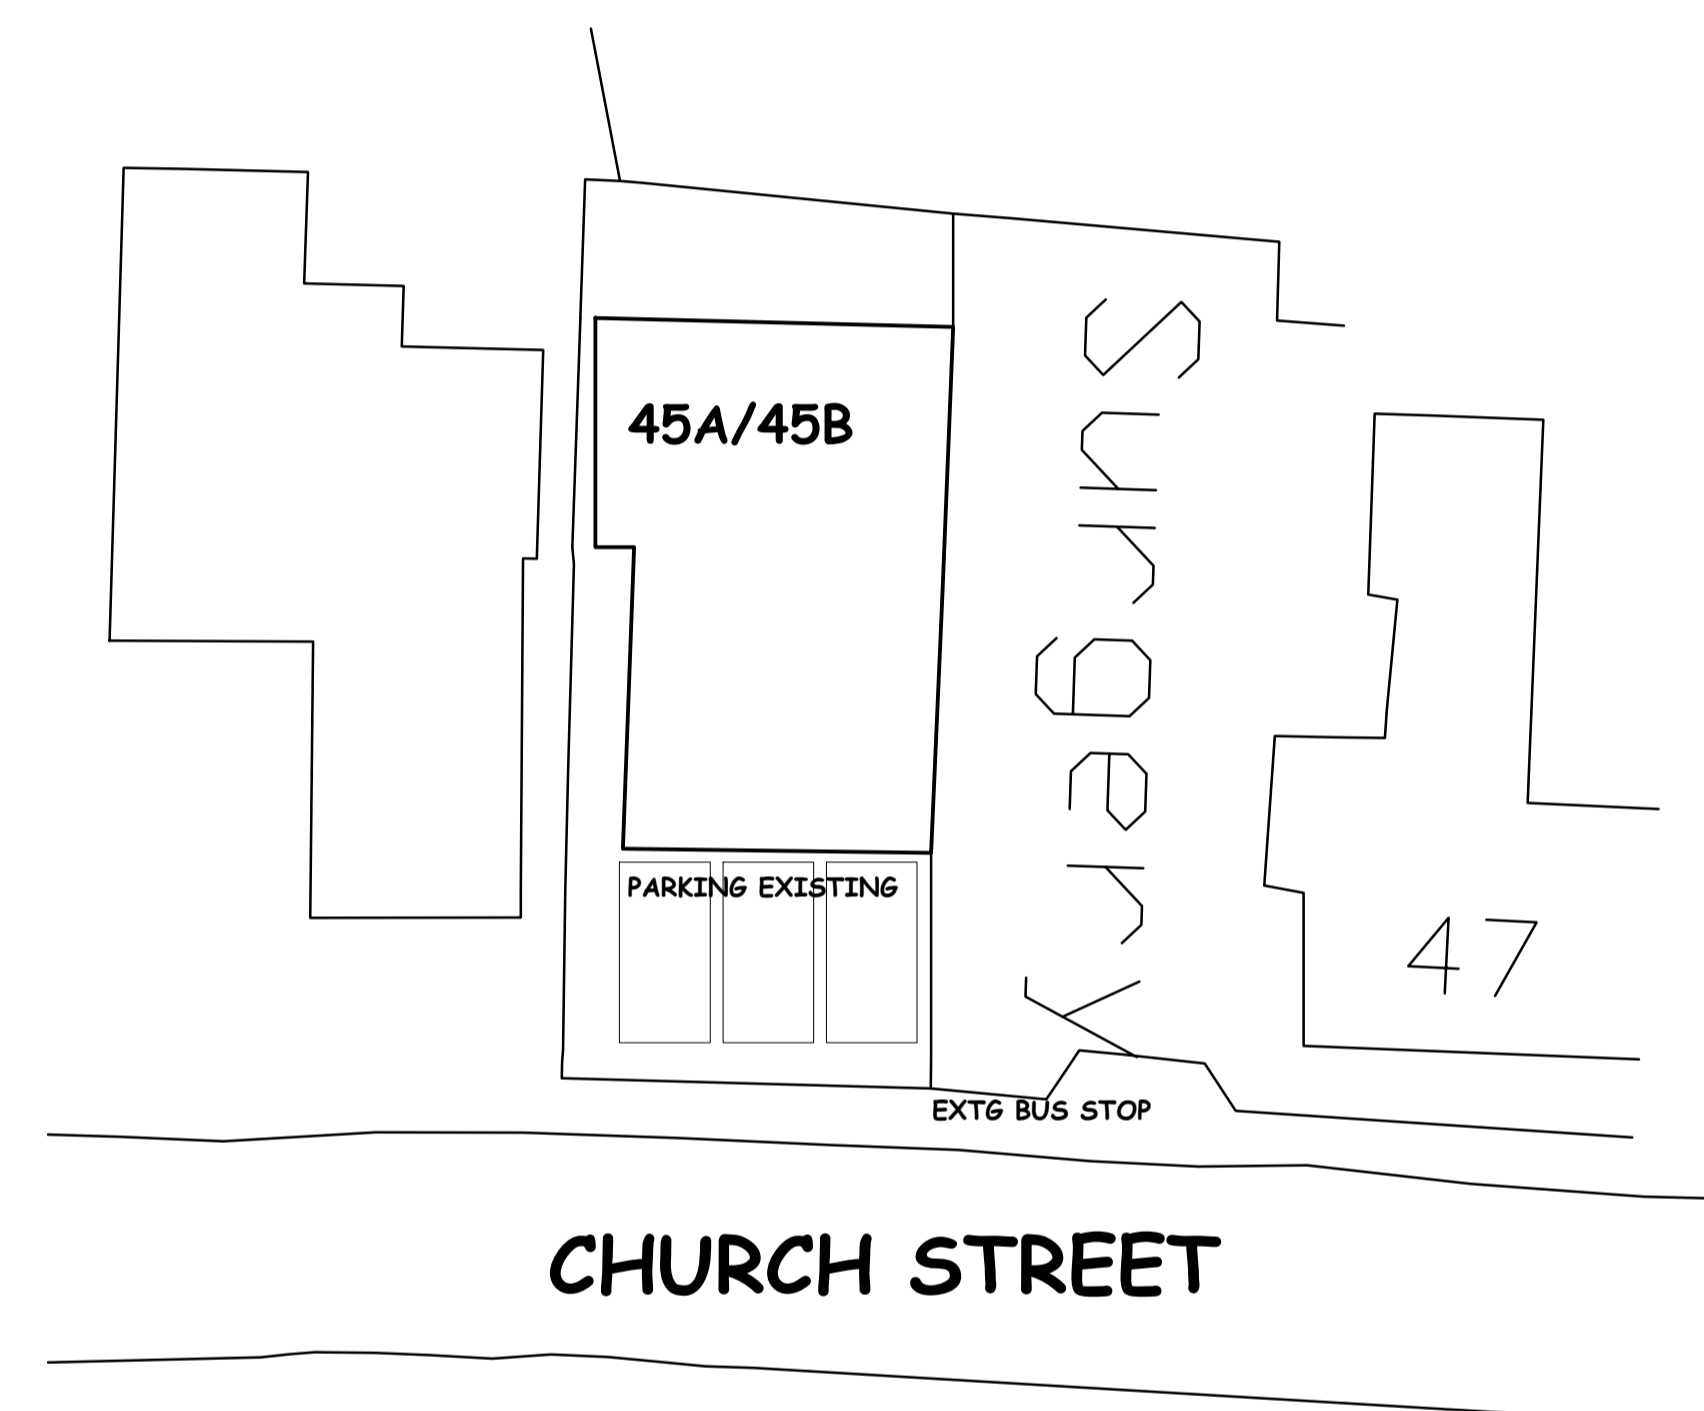 45A/45B
Surgery
PARKING EXISTING
47
EXTG BUS STOP
CHURCH STREET